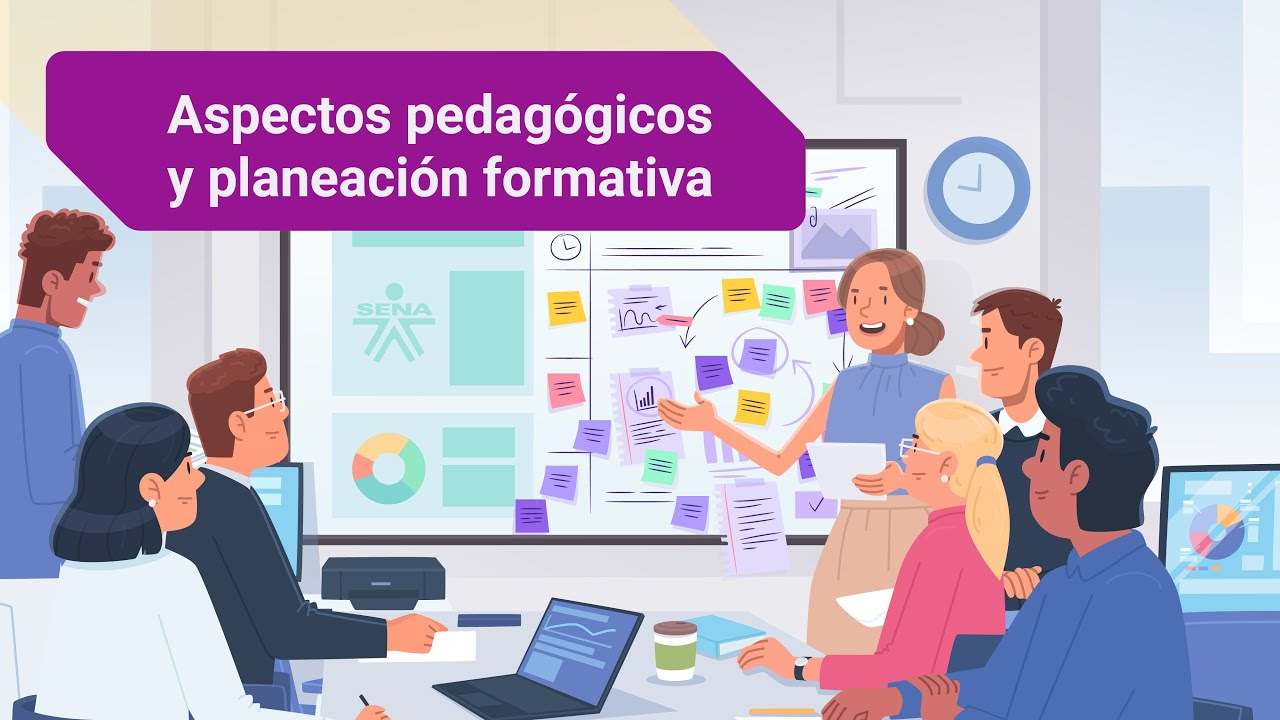 Aspectos pedagógicos
y planeación formativa
SENA